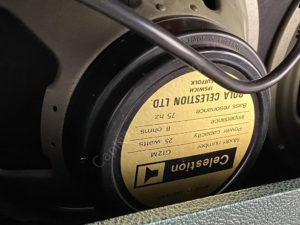 Celestion
Model number G12M
Power capacity 25 watts
Impedance 8 ohms
Bass resonance 75 hz
ROLA CELESTION LTD.
IPSWICH
SUFFOLK